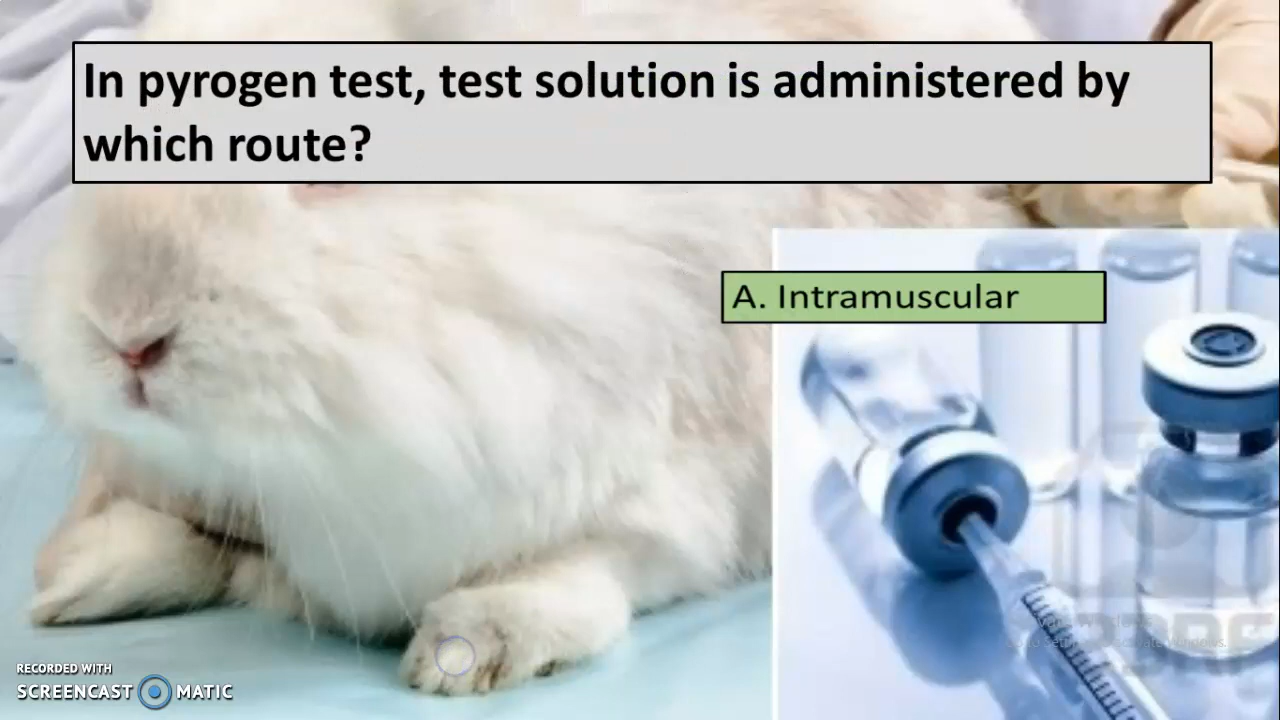 In pyrogen test, test solution is administered by
which route?
A. Intramuscular
RECORDED WITH
SCREENCAST MATIC